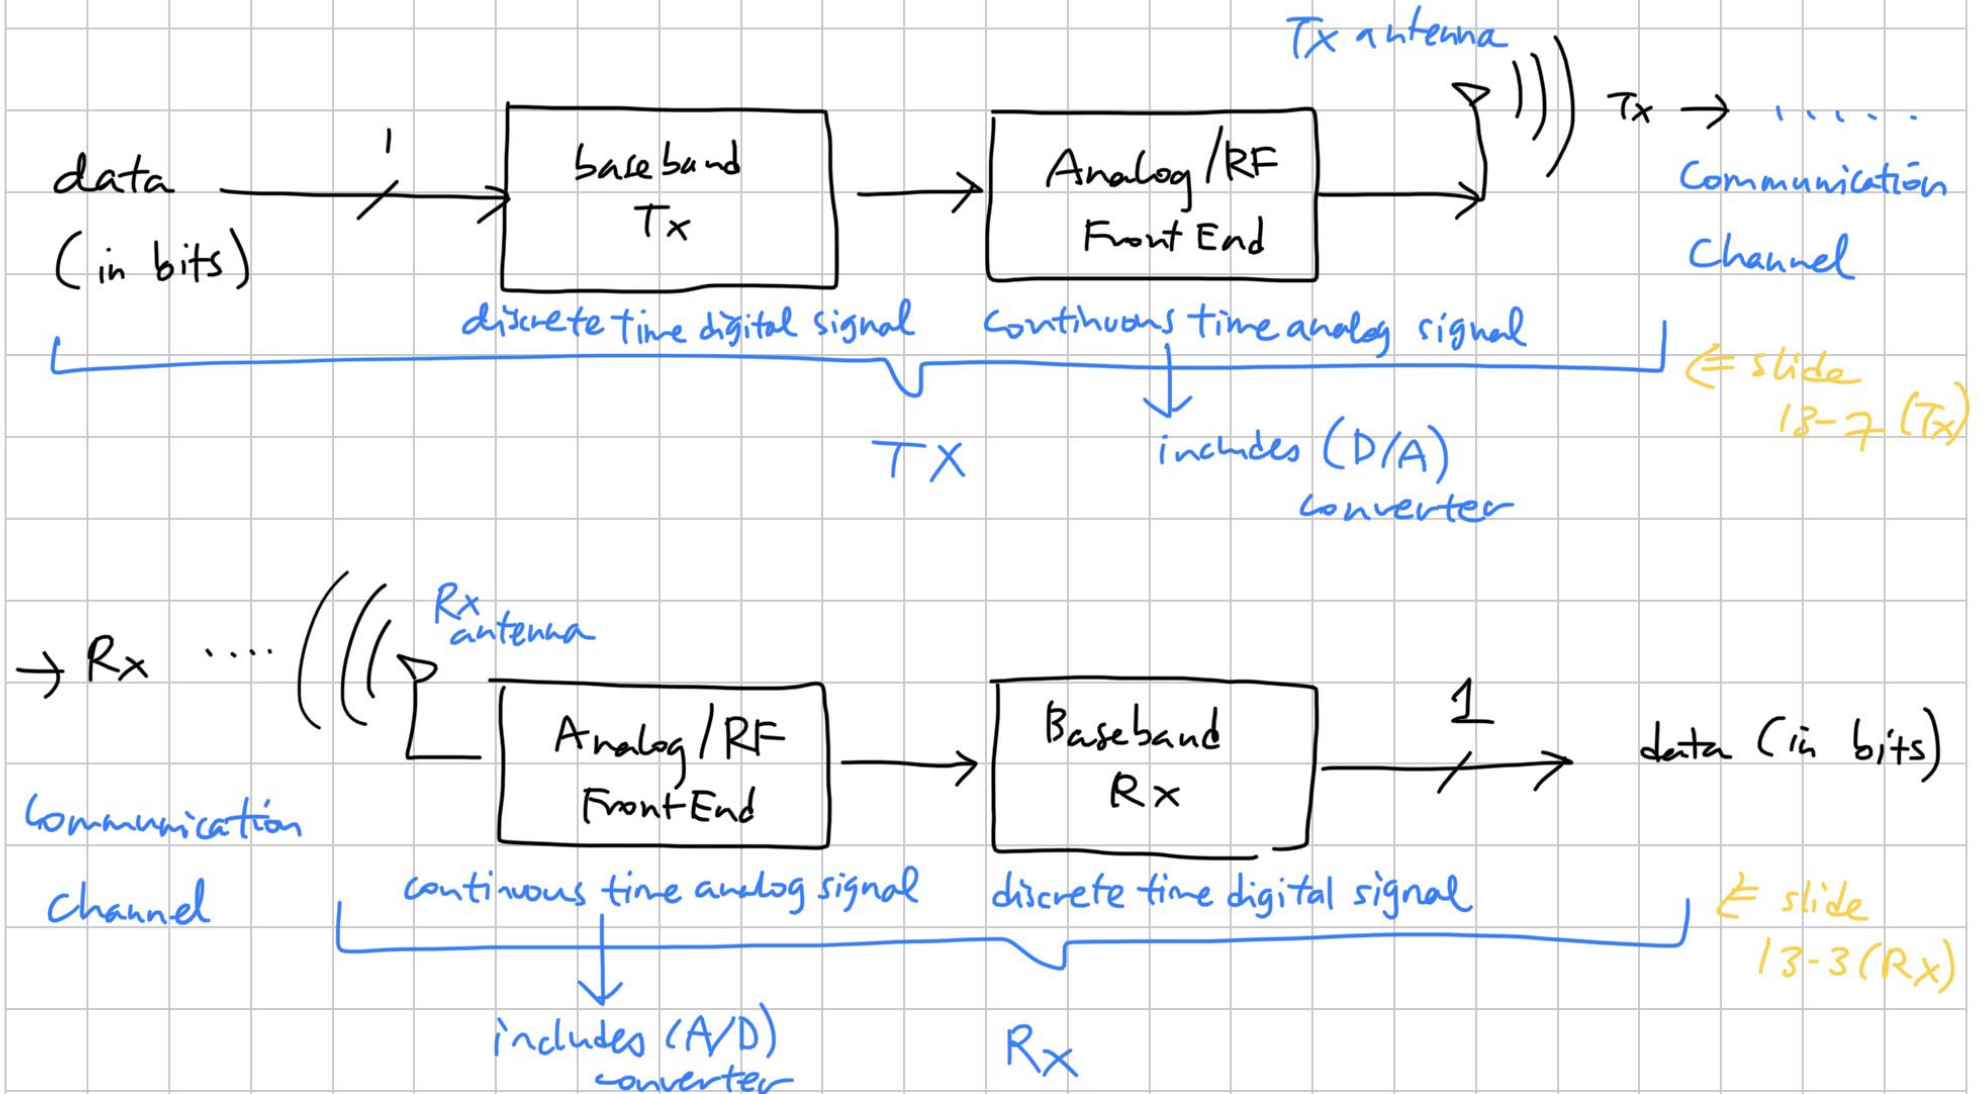 Tx antenna
Tx → .....
Communication
Channel
data
(in bits)
1
baseband
Tx
Analog/RF
Front End
discrete time digital signal
Continuous time analog signal
TX
includes (D/A)
converter
⇐ slide
13-7 (Tx)
→ Rx ....
Rx
antenna
Communication
Channel
Analog/RF
Front End
Baseband
Rx
1
data (in bits)
continuous time analog signal
discrete time digital signal
includes (A/D)
converter
Rx
⇐ slide
13-3 (Rx)